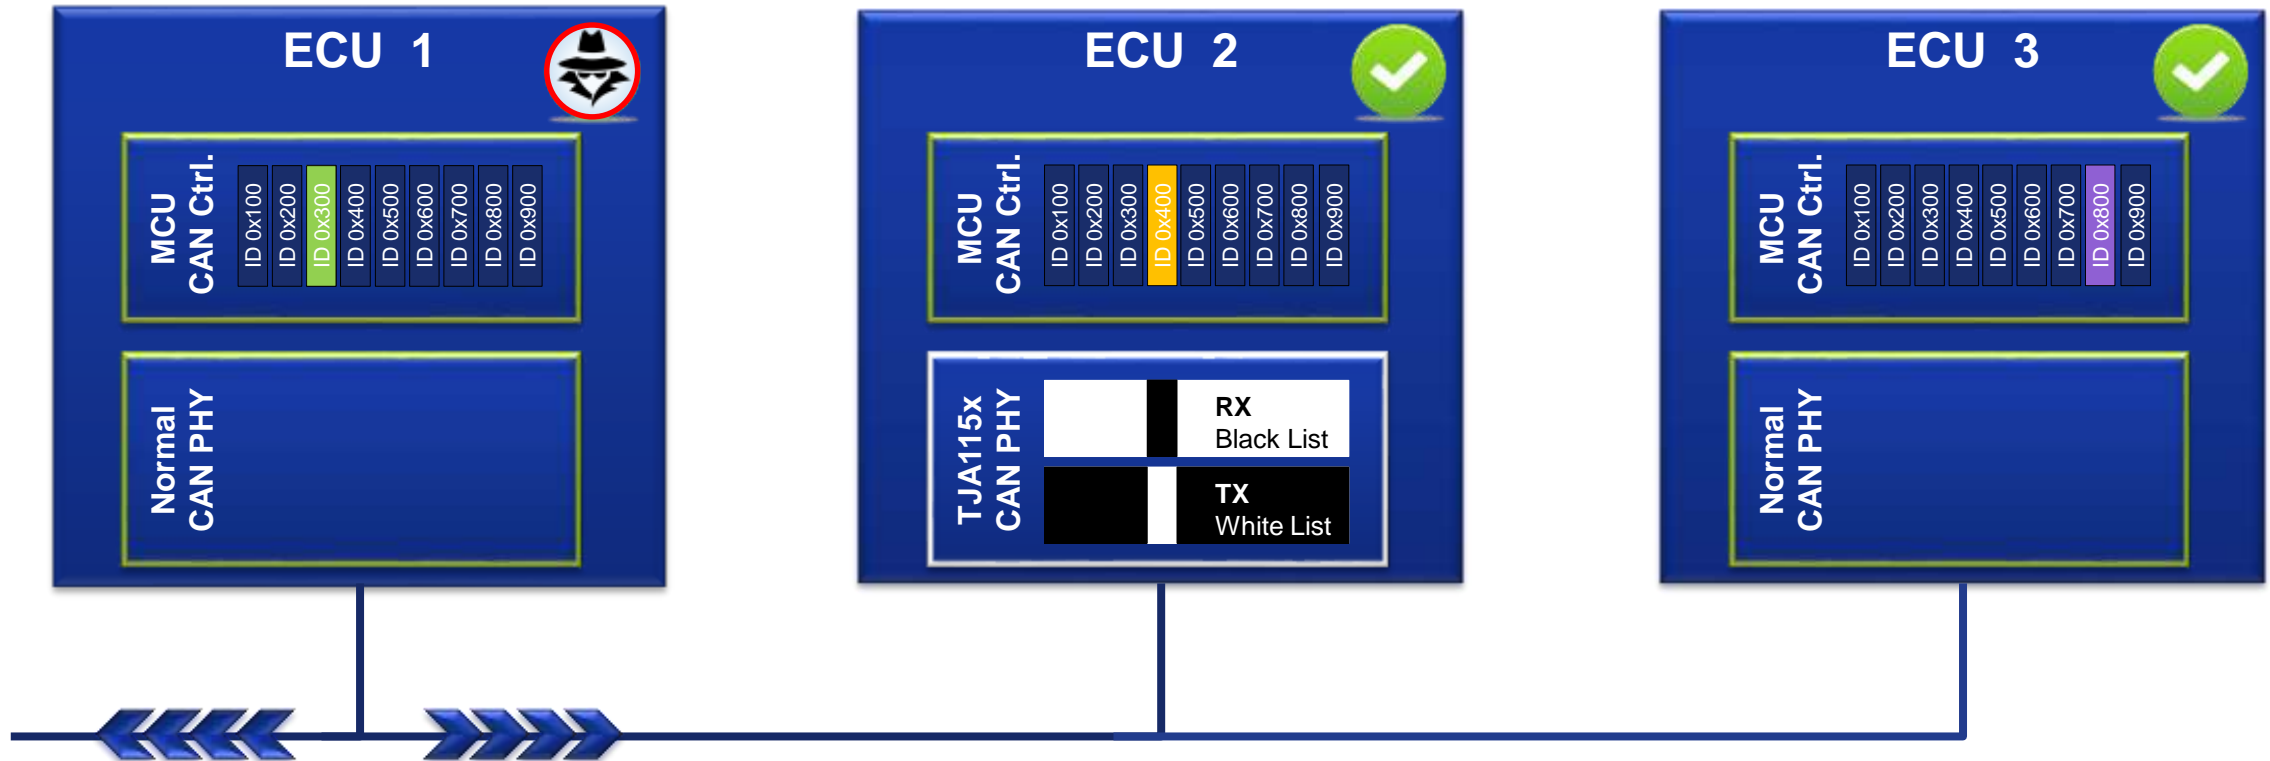 ECU 1
MCU
CAN Ctrl.
ID 0x100
ID 0x200
ID 0x300
ID 0x400
ID 0x500
ID 0x600
ID 0x700
ID 0x800
ID 0x900
Normal
CAN PHY
ECU 2
MCU
CAN Ctrl.
ID 0x100
ID 0x200
ID 0x300
ID 0x400
ID 0x500
ID 0x600
ID 0x700
ID 0x800
ID 0x900
TJA115x
CAN PHY
RX
Black List
TX
White List
ECU 3
MCU
CAN Ctrl.
ID 0x100
ID 0x200
ID 0x300
ID 0x400
ID 0x500
ID 0x600
ID 0x700
ID 0x800
ID 0x900
Normal
CAN PHY